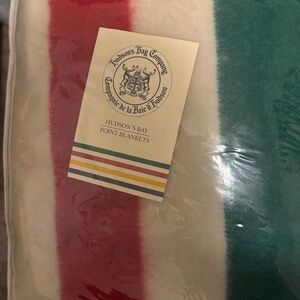 Hudson's Bay Company
Compagnie de la Baie d'Hudson
HUDSON'S BAY
POINT BLANKETS